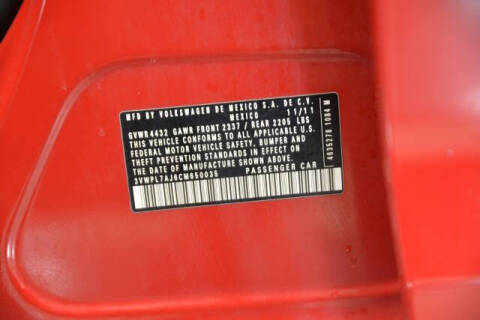 MFD BY VOLKSWAGEN DE MEXICO S.A. DE C.V.
MEXICO 11/11
GVWR 4432 GAWR FRONT 2337 / REAR 2205 LBS
THIS VEHICLE CONFORMS TO ALL APPLICABLE U.S.
FEDERAL MOTOR VEHICLE SAFETY, BUMPER, AND
THEFT PREVENTION STANDARDS IN EFFECT ON
THE DATE OF MANUFACTURE SHOWN ABOVE.
3VWPL7AJ6CM650035 PASSENGER CAR
4935278 1084 M